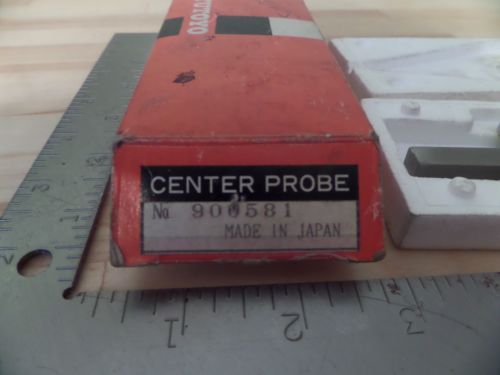 CENTER PROBE
No 900581
MADE IN JAPAN
1 2 3